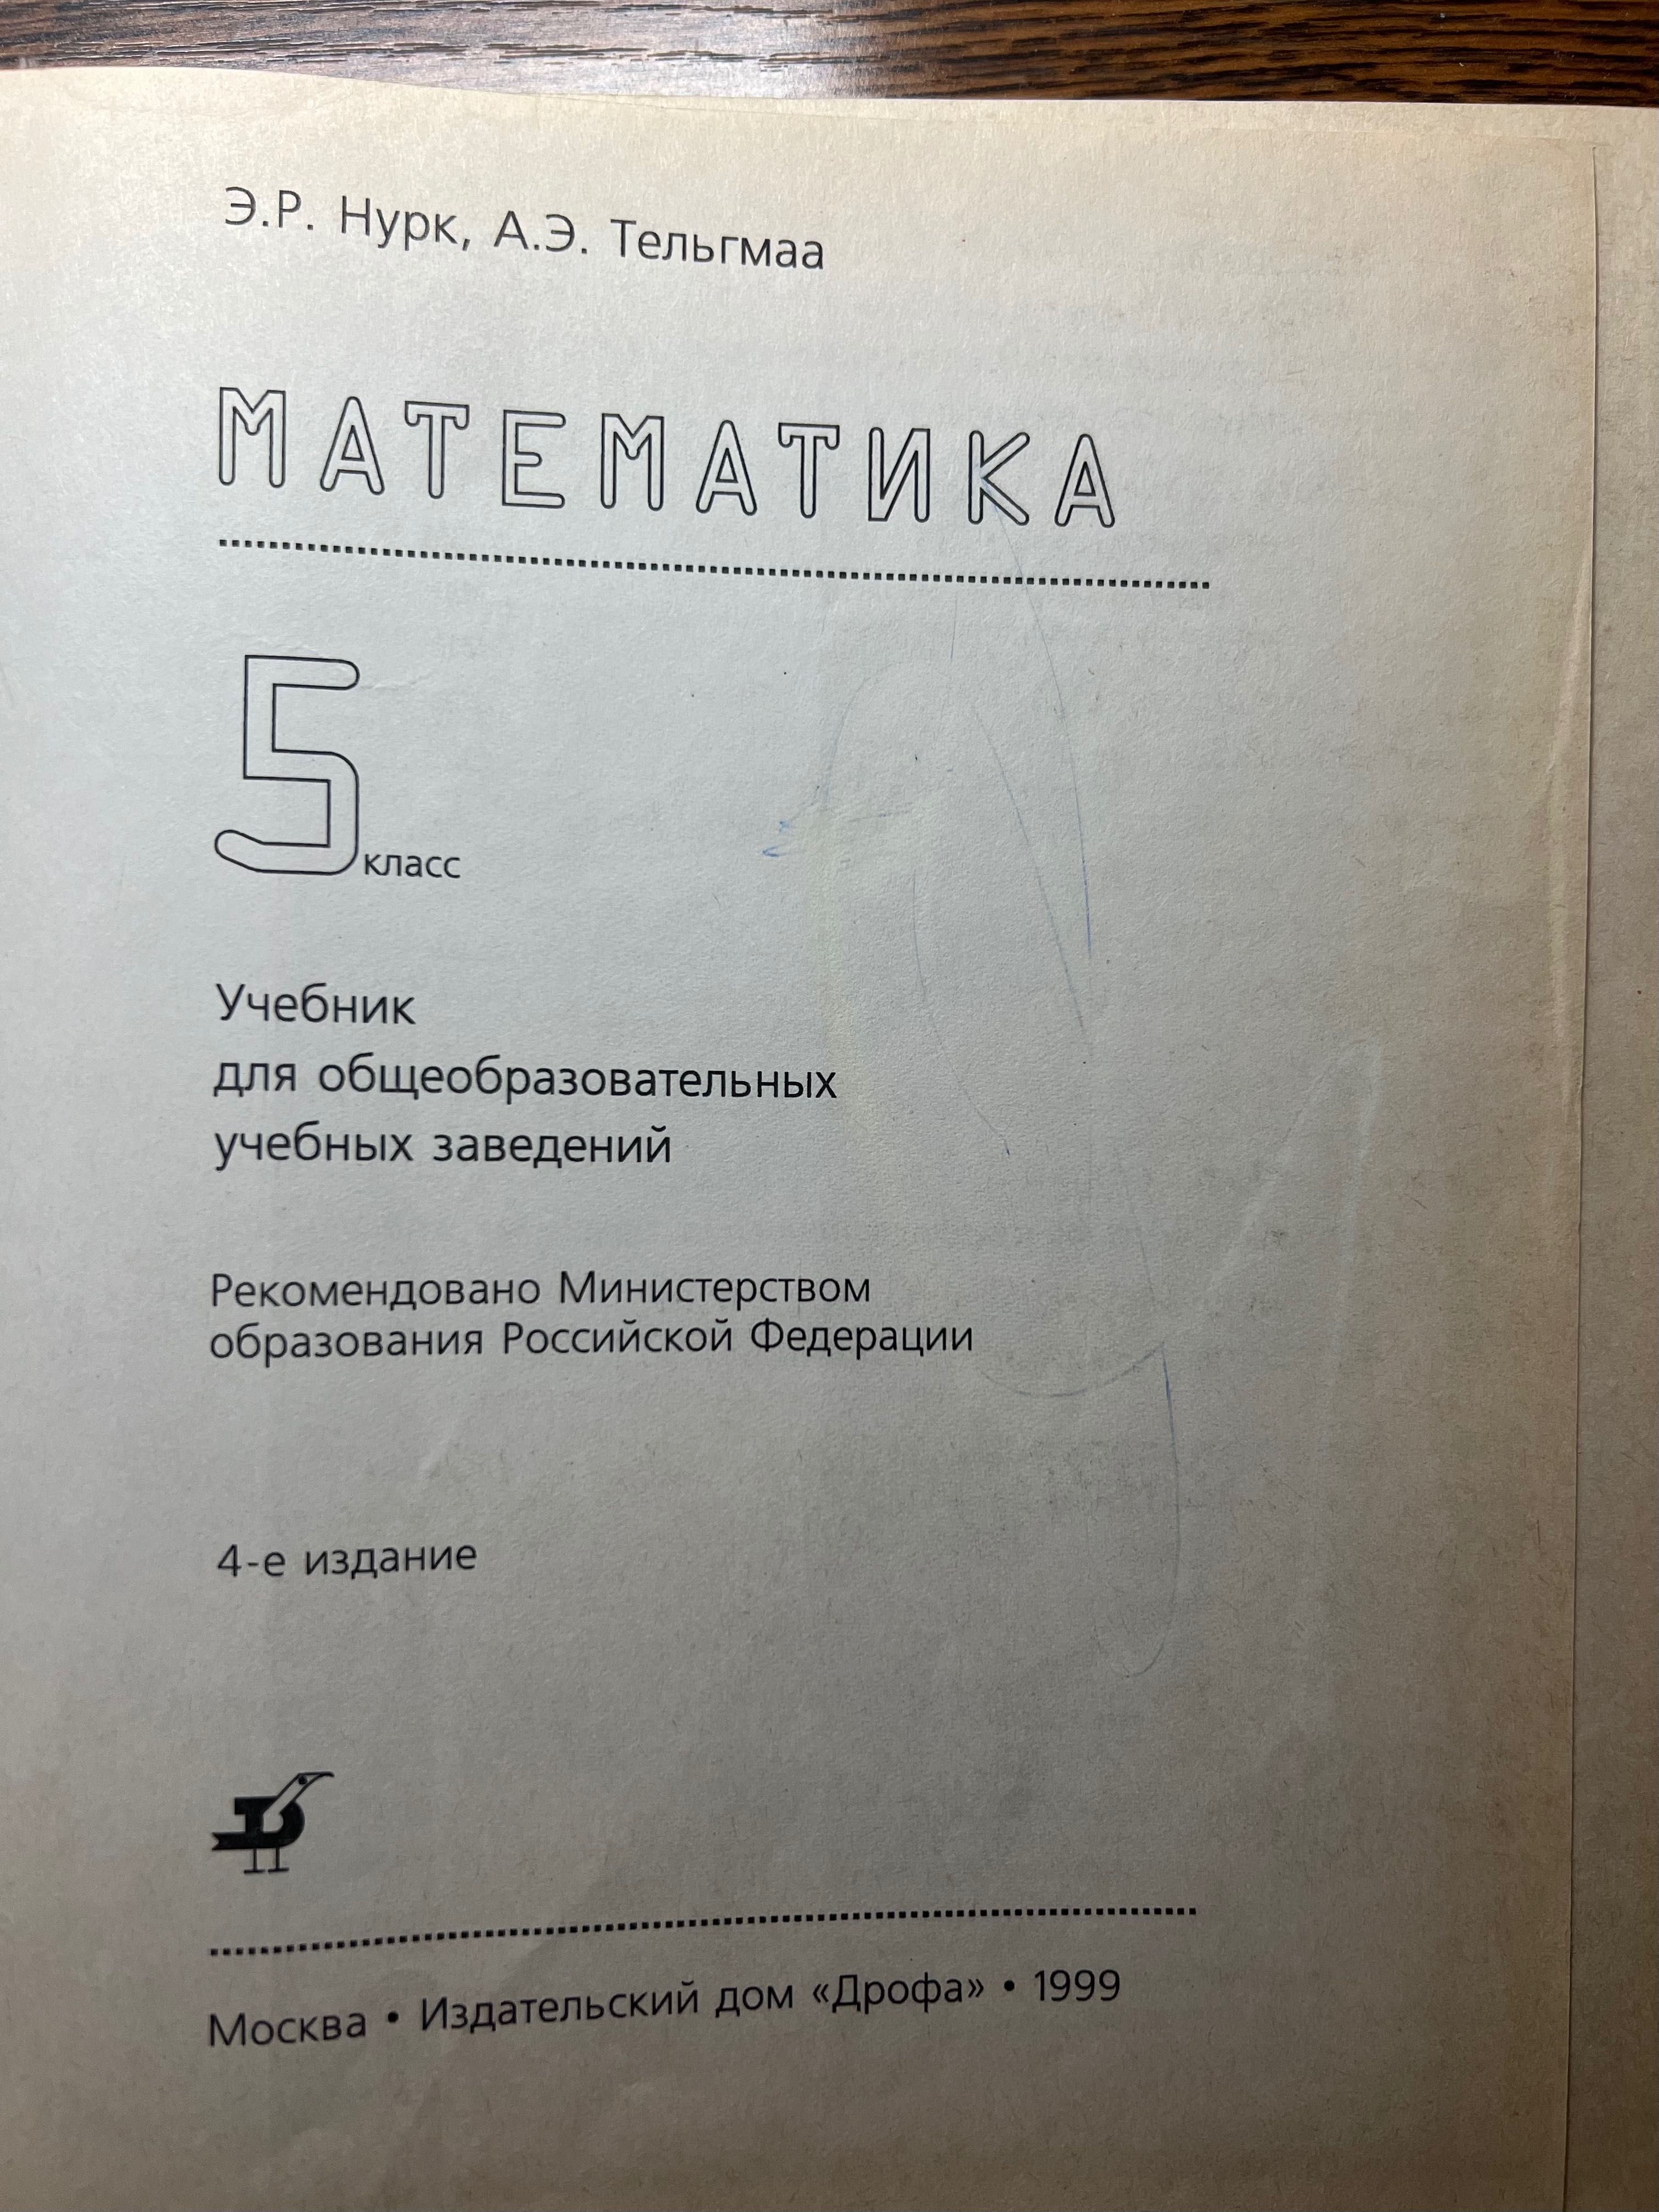 Э.Р. Нурк, А.Э. Тельгмаа
МАТЕМАТИКА
5 класс
Учебник
для общеобразовательных
учебных заведений
Рекомендовано Министерством
образования Российской Федерации
4-е издание
Москва • Издательский дом «Дрофа» • 1999